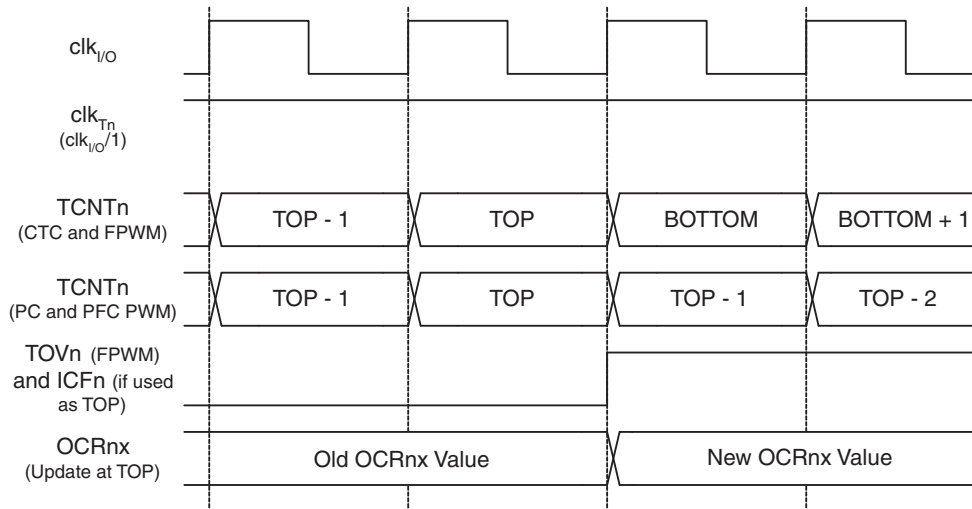 clkI/O
clkTn
(clkI/O/1)
TCNTn
(CTC and FPWM)
TOP - 1
TOP
BOTTOM
BOTTOM + 1
TCNTn
(PC and PFC PWM)
TOP - 1
TOP
TOP - 1
TOP - 2
TOVn (FPWM)
and ICFn (if used
as TOP)
OCRnx
(Update at TOP)
Old OCRnx Value
New OCRnx Value